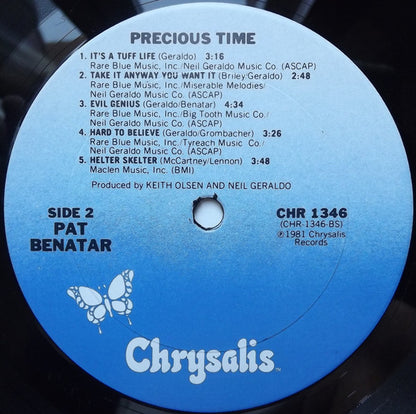 PRECIOUS TIME
1. IT'S A TUFF LIFE (Geraldo) 3:16
Rare Blue Music, Inc./Neil Geraldo Music Co. (ASCAP)
2. TAKE IT ANYWAY YOU WANT IT (Briley/Geraldo) 2:48
Rare Blue Music, Inc./Miserable Melodies/
Neil Geraldo Music Co. (ASCAP)
3. EVIL GENIUS (Geraldo/Benatar) 4:34
Rare Blue Music, Inc./Big Tooth Music Co./
Neil Geraldo Music Co. (ASCAP)
4. HARD TO BELIEVE (Geraldo/Grombacher) 3:26
Rare Blue Music, Inc./Tyreach Music Co./
Neil Geraldo Music Co. (ASCAP)
5. HELTER SKELTER (McCartney/Lennon) 3:48
Maclen Music, Inc. (BMI)
Produced by KEITH OLSEN AND NEIL GERALDO
SIDE 2
PAT
BENATAR
CHR 1346
(CHR-1346-BS)
℗1981 Chrysalis
Records
Chrysalis™